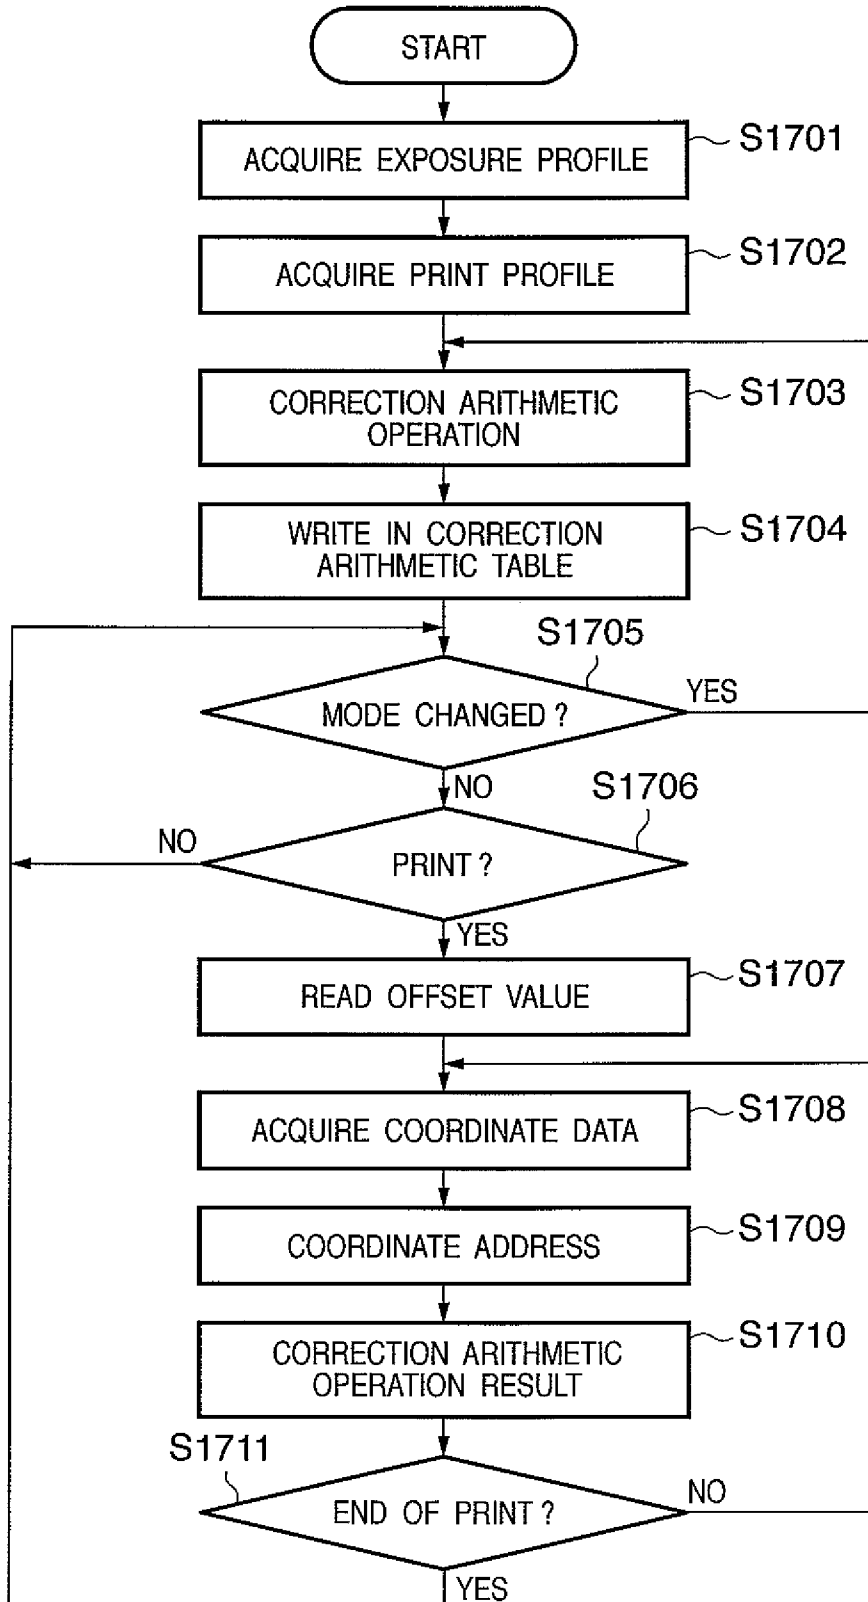 START
ACQUIRE EXPOSURE PROFILE
S1701
ACQUIRE PRINT PROFILE
S1702
CORRECTION ARITHMETIC
OPERATION
S1703
WRITE IN CORRECTION
ARITHMETIC TABLE
S1704
S1705
MODE CHANGED?
YES
NO
S1706
NO
PRINT?
YES
READ OFFSET VALUE
S1707
ACQUIRE COORDINATE DATA
S1708
COORDINATE ADDRESS
S1709
CORRECTION ARITHMETIC
OPERATION RESULT
S1710
S1711
END OF PRINT?
NO
YES